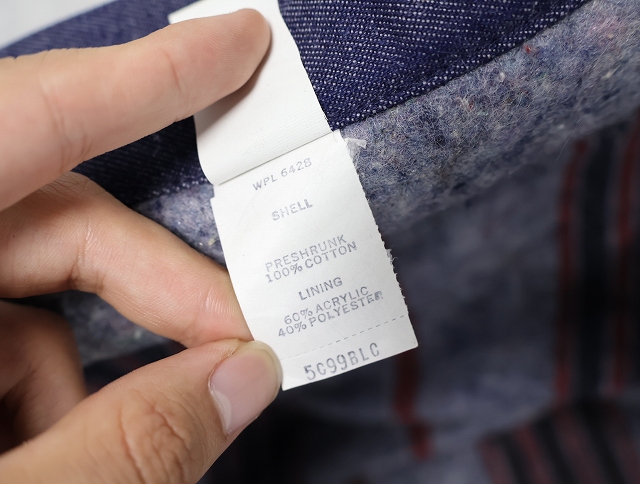 WPL 6428
SHELL
PRESHRUNK
100% COTTON
LINING
60% ACRYLIC
40% POLYESTER
5099BLC